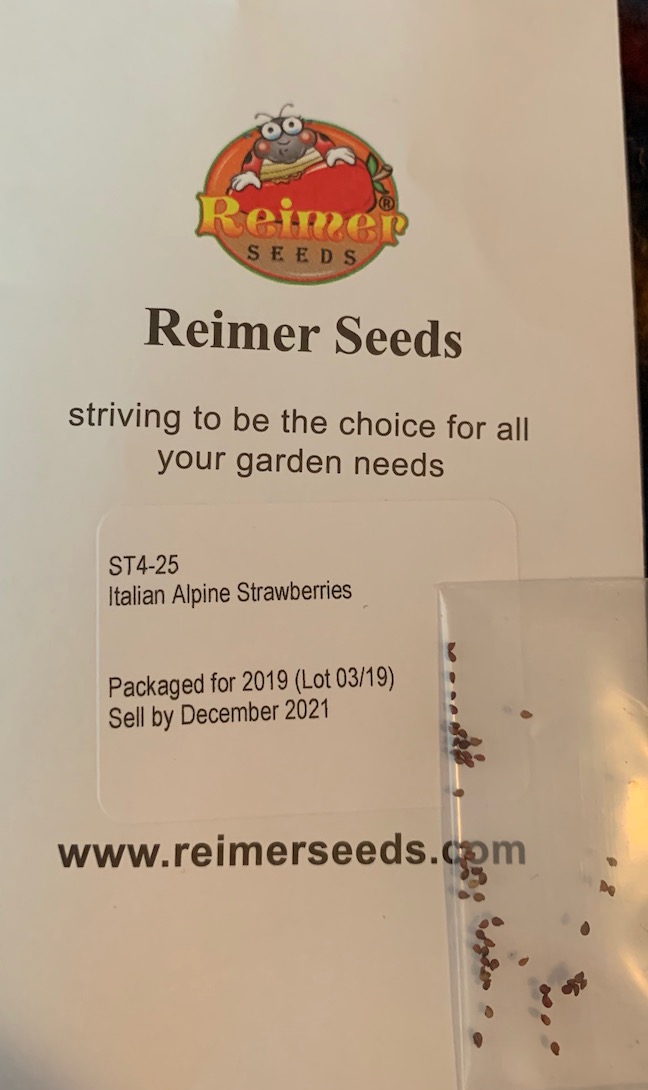 Reimer®
SEEDS
Reimer Seeds
striving to be the choice for all
your garden needs
ST4-25
Italian Alpine Strawberries
Packaged for 2019 (Lot 03/19)
Sell by December 2021
www.reimerseeds.com